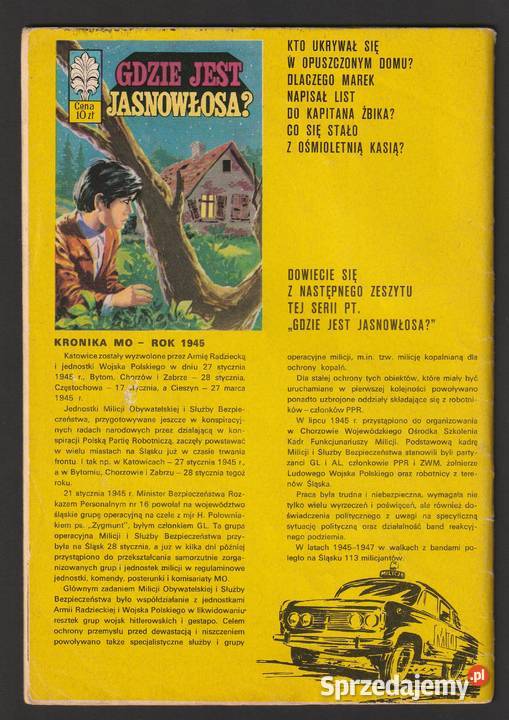 GDZIE JEST
JASNOWŁOSA?
Cena
10 zł
KTO UKRYWAŁ SIĘ
W OPUSZCZONYM DOMU?
DLACZEGO MAREK
NAPISAŁ LIST
DO KAPITANA ŻBIKA?
CO SIĘ STAŁO
Z OŚMIOLETNIĄ KASIĄ?
DOWIECIE SIĘ
Z NASTĘPNEGO ZESZYTU
TEJ SERII PT.
„GDZIE JEST JASNOWŁOSA?”
KRONIKA MO – ROK 1945
Katowice zostały wyzwolone przez Armię Radziecką
i jednostki Wojska Polskiego w dniu 27 stycznia
1945 r., Bytom, Chorzów i Zabrze – 28 stycznia,
Częstochowa – 17 stycznia, a Cieszyn – 27 marca
1945 r.
Jednostki Milicji Obywatelskiej i Służby Bezpie-
czeństwa, przygotowywane jeszcze w konspiracyj-
nych radach narodowych przez działającą w kon-
spiracji Polską Partię Robotniczą, zaczęły powstawać
w wielu miastach na Śląsku już w czasie trwania
frontu. I tak np. w Katowicach – 27 stycznia 1945 r.,
a w Bytomiu, Chorzowie i Zabrzu – 28 stycznia tegoż
roku.
21 stycznia 1945 r. Minister Bezpieczeństwa Roz-
kazem Personalnym nr 16 powołał na województwo
śląskie grupę operacyjną na czele z mjr H. Połownia-
kiem ps. „Zygmunt”, byłym członkiem GL. Ta grupa
operacyjna Milicji i Służby Bezpieczeństwa przy-
była na Śląsk 28 stycznia, a już w kilka dni później
przystąpiono do przekształcania samorzutnie zorga-
nizowanych grup i jednostek milicji w regulaminowe
jednostki, komendy, posterunki i komisariaty MO.
Głównym zadaniem Milicji Obywatelskiej i Służby
Bezpieczeństwa było współdziałanie z jednostkami
Armii Radzieckiej i Wojska Polskiego w likwidowaniu
resztek grup wojsk hitlerowskich i gestapo. Celem
ochrony przemysłu przed dewastacją i niszczeniem
powoływano także specjalistyczne służby i grupy
operacyjne milicji, m.in. tzw. milicję kopalnianą dla
ochrony kopalń.
Dla stałej ochrony tych obiektów, które miały być
uruchamiane w pierwszej kolejności powoływano
ponadto uzbrojone oddziały składające się z robotni-
ków – członków PPR.
W lipcu 1945 r. przystąpiono do organizowania
w Chorzowie Wojewódzkiego Ośrodka Szkolenia
Kadr Funkcjonariuszy Milicji. Podstawową kadrę
Milicji i Służby Bezpieczeństwa stanowili byli party-
zanci GL i AL, członkowie PPR i ZWM, żołnierze
Ludowego Wojska Polskiego oraz robotnicy z tere-
nów Śląska.
Praca była trudna i niebezpieczna, wymagała nie
tylko wielu wyrzeczeń i poświęceń, ale również do-
świadczenia politycznego z uwagi na specyficzną
sytuację polityczną oraz działalność band reakcyj-
nego podziemia.
W latach 1945–1947 w walkach z bandami po-
legło na Śląsku 113 milicjantów.
MILICJA
Sprzedajemy.pl